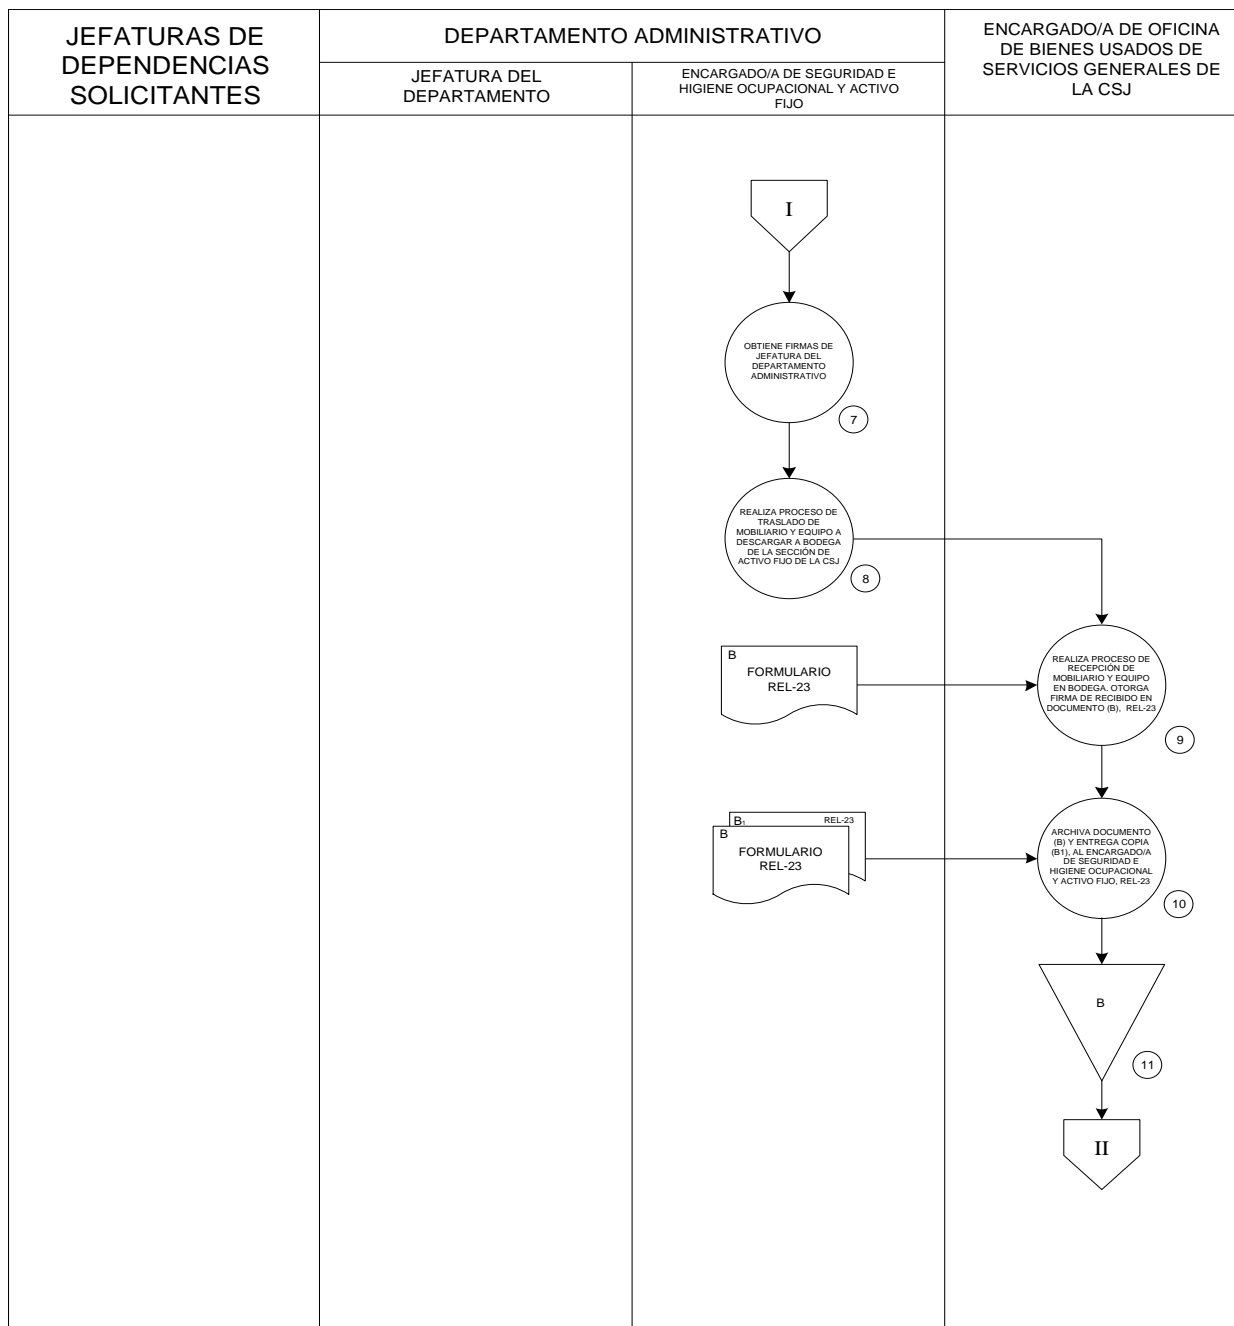 JEFATURAS DE
DEPENDENCIAS
SOLICITANTES
DEPARTAMENTO ADMINISTRATIVO
JEFATURA DEL
DEPARTAMENTO
ENCARGADO/A DE SEGURIDAD E
HIGIENE OCUPACIONAL Y ACTIVO
FIJO
ENCARGADO/A DE OFICINA
DE BIENES USADOS DE
SERVICIOS GENERALES DE
LA CSJ
I
OBTIENE FIRMAS DE
JEFATURA DEL
DEPARTAMENTO
ADMINISTRATIVO
7
REALIZA PROCESO DE
TRASLADO DE
MOBILIARIO Y EQUIPO A
DESCARGAR A BODEGA
DE LA SECCIÓN DE
ACTIVO FIJO DE LA CSJ
8
B
FORMULARIO
REL-23
REALIZA PROCESO DE
RECEPCIÓN DE
MOBILIARIO Y EQUIPO
EN BODEGA. OTORGA
FIRMA DE RECIBIDO EN
DOCUMENTO (B), REL-23
9
B1 REL-23
B
FORMULARIO
REL-23
ARCHIVA DOCUMENTO
(B) Y ENTREGA COPIA
(B1), AL ENCARGADO/A
DE SEGURIDAD E
HIGIENE OCUPACIONAL
Y ACTIVO FIJO, REL-23
10
B
11
II